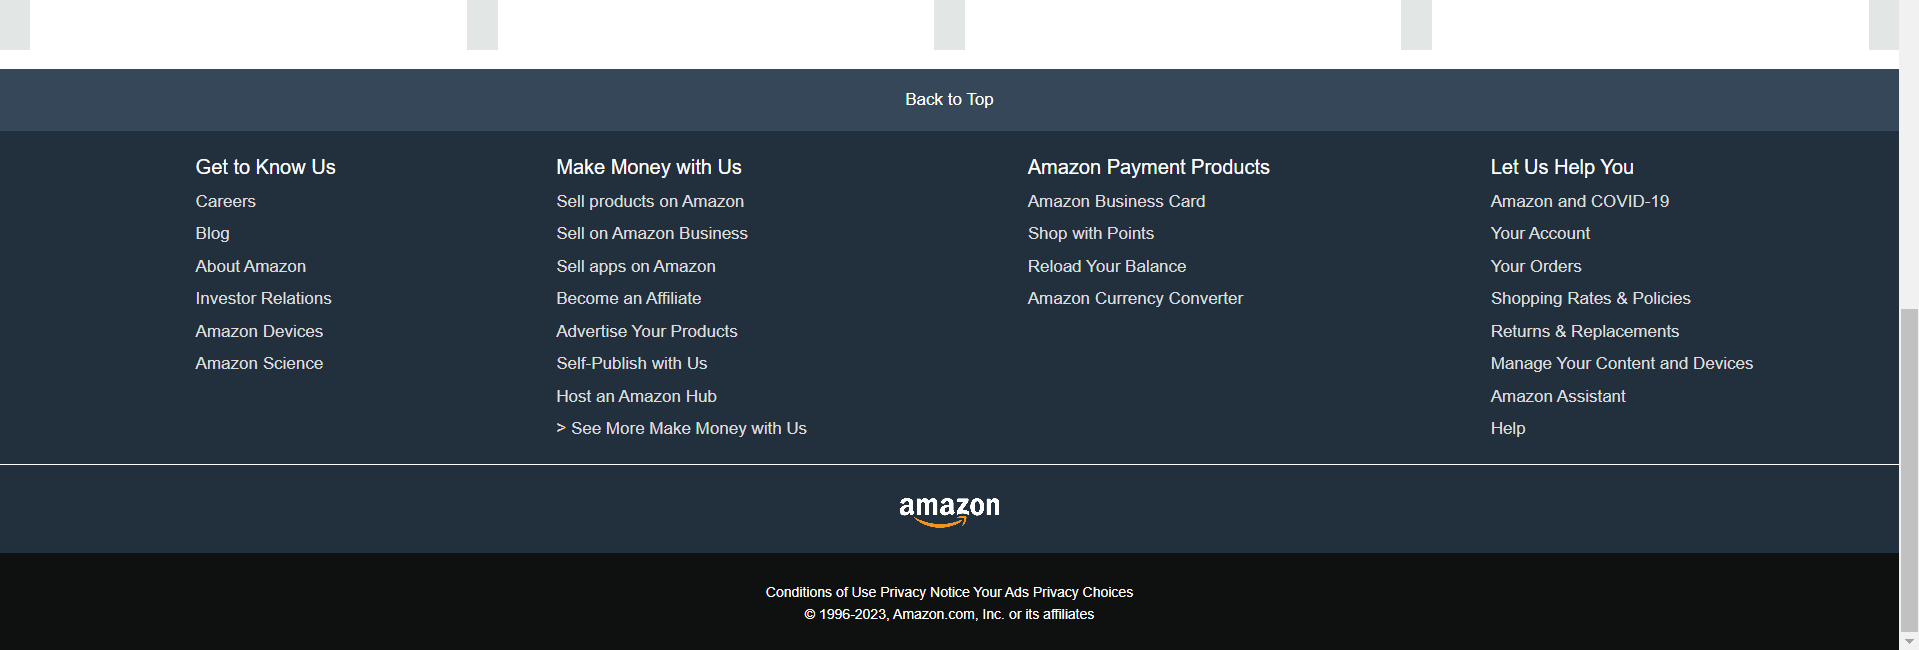 Back to Top
Get to Know Us
Careers
Blog
About Amazon
Investor Relations
Amazon Devices
Amazon Science
Make Money with Us
Sell products on Amazon
Sell on Amazon Business
Sell apps on Amazon
Become an Affiliate
Advertise Your Products
Self-Publish with Us
Host an Amazon Hub
> See More Make Money with Us
Amazon Payment Products
Amazon Business Card
Shop with Points
Reload Your Balance
Amazon Currency Converter
Let Us Help You
Amazon and COVID-19
Your Account
Your Orders
Shopping Rates & Policies
Returns & Replacements
Manage Your Content and Devices
Amazon Assistant
Help
amazon
Conditions of Use Privacy Notice Your Ads Privacy Choices
© 1996-2023, Amazon.com, Inc. or its affiliates